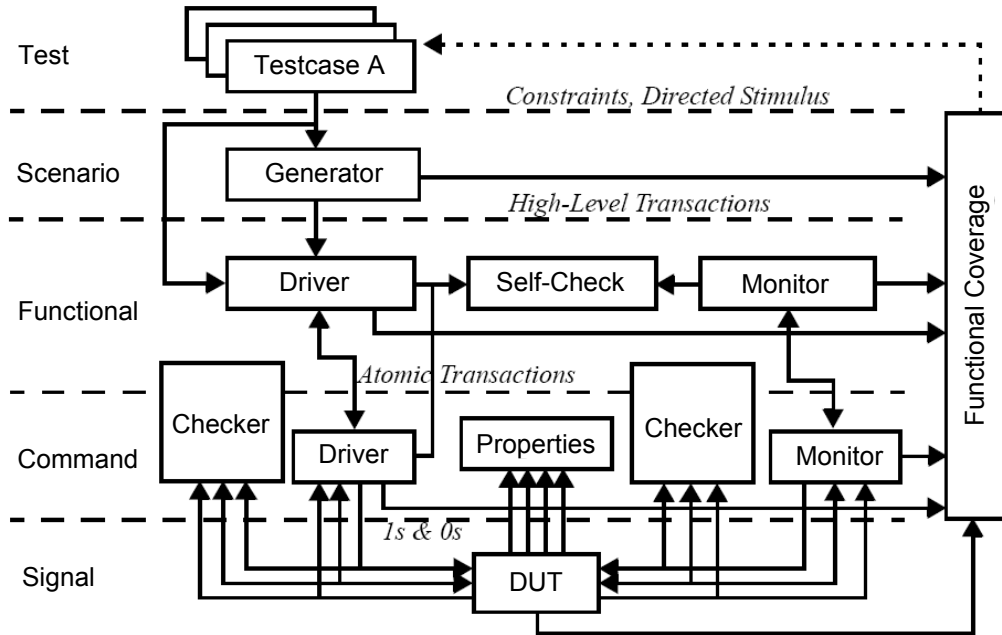 Test
Testcase A
Constraints, Directed Stimulus
Scenario
Generator
High-Level Transactions
Functional
Driver
Self-Check
Monitor
Functional Coverage
Atomic Transactions
Command
Checker
Driver
Properties
Checker
Monitor
1s & 0s
Signal
DUT